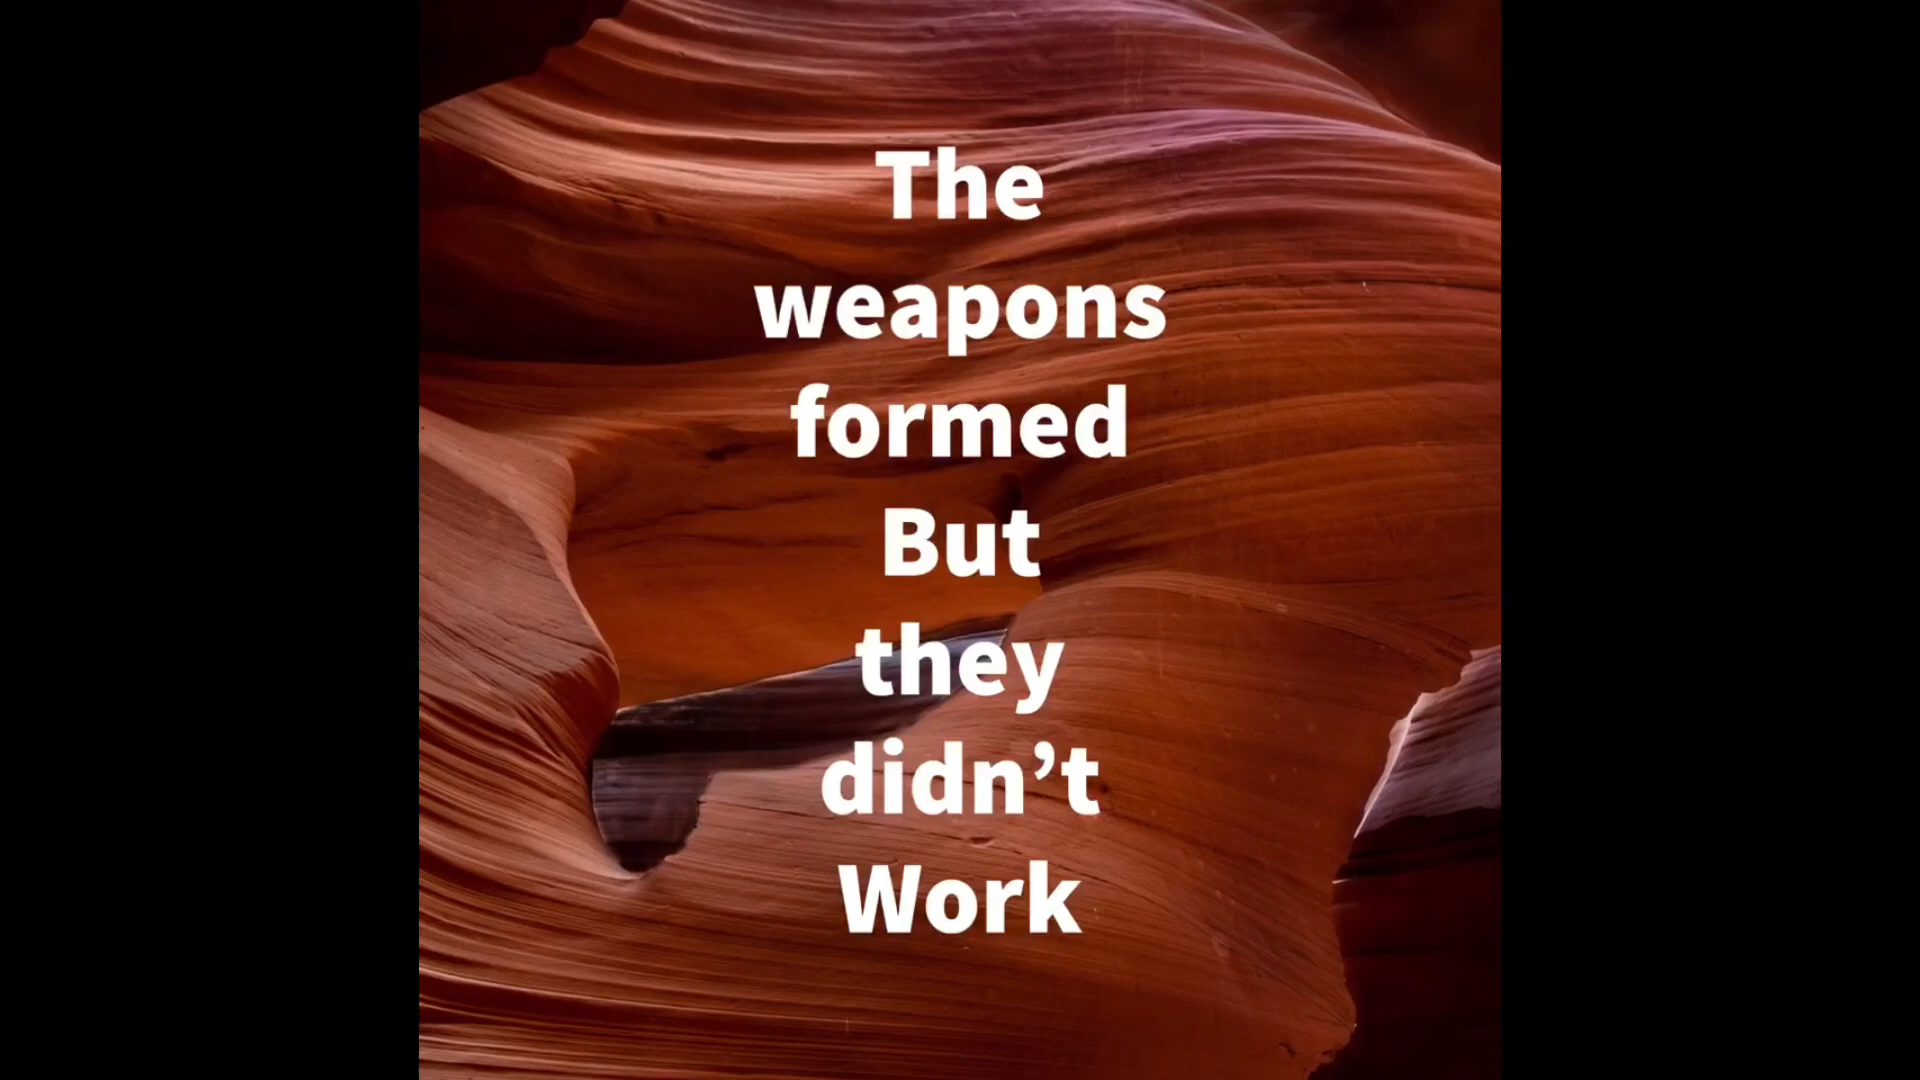 The
weapons
formed
But
they
didn’t
Work